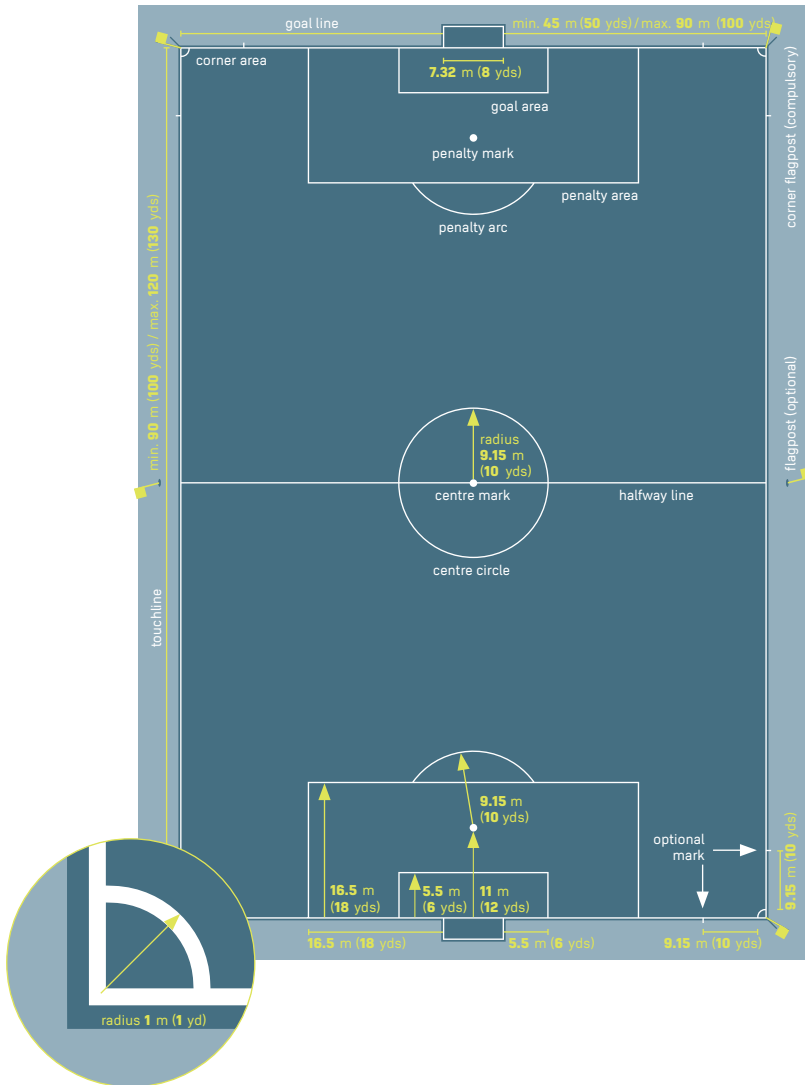 goal line
min. 45 m (50 yds)/max. 90 m (100 yds)
corner area
7.32 m (8 yds)
goal area
penalty mark
penalty area
penalty arc
corner flagpost (compulsory)
min. 90 m (100 yds) / max. 120 m (130 yds)
radius
9.15 m
(10 yds)
flagpost (optional)
centre mark
halfway line
centre circle
touchline
9.15 m
(10 yds)
optional
mark
9.15 m (10 yds)
16.5 m
(18 yds)
5.5 m
(6 yds)
11 m
(12 yds)
16.5 m (18 yds)
5.5 m (6 yds)
9.15 m (10 yds)
radius 1 m (1 yd)